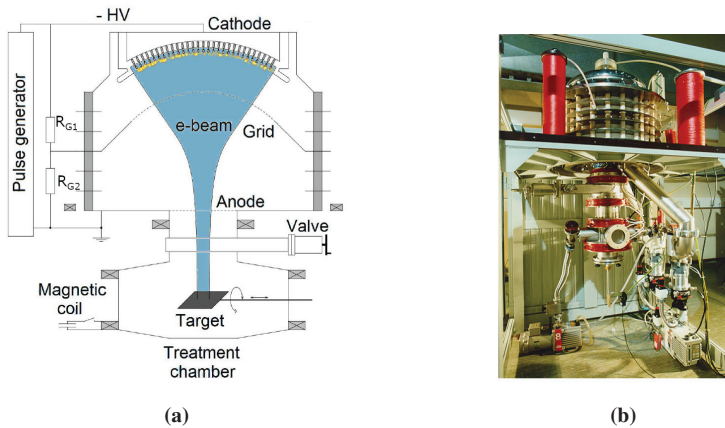 - HV
Cathode
Pulse generator
RG1
e-beam
Grid
RG2
Anode
Valve
Magnetic
coil
Target
Treatment
chamber
(a)
(b)